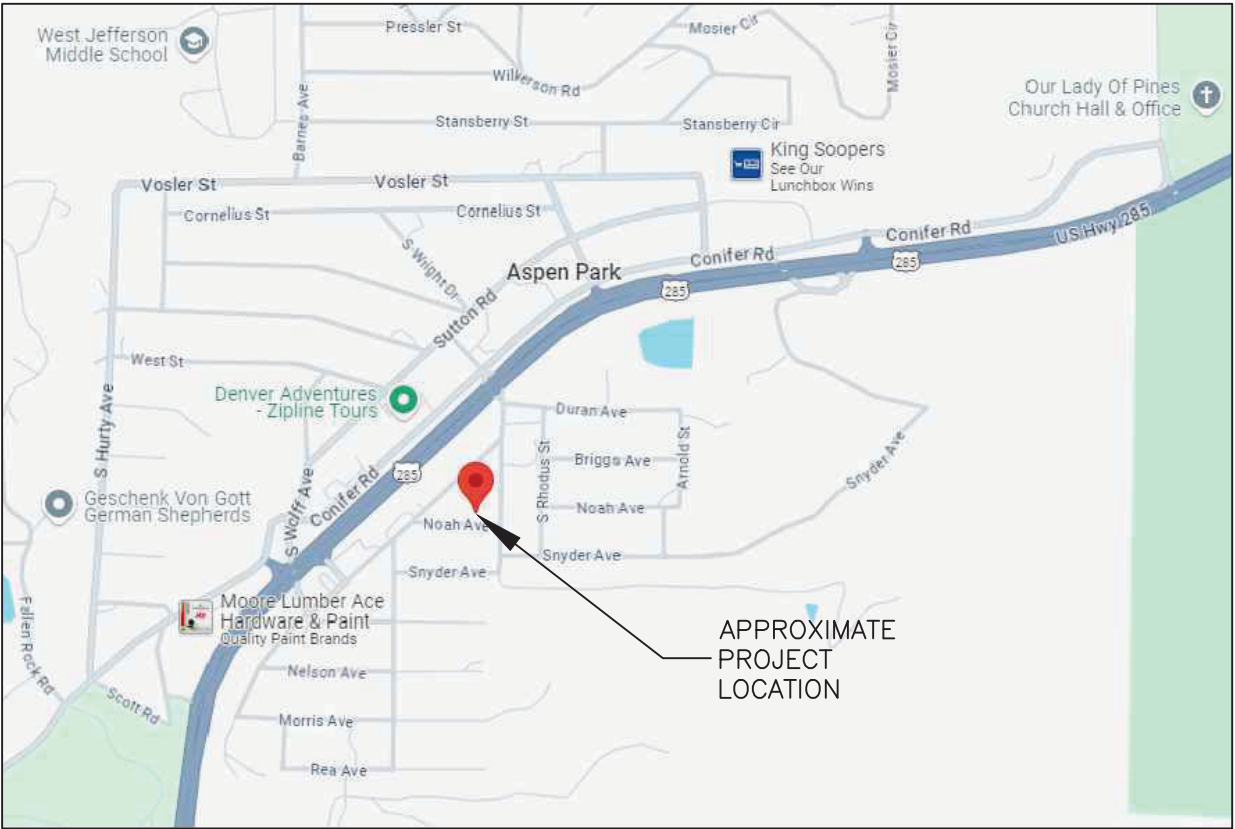 West Jefferson
Middle School
Pressler St
Mosier Cir
Mosier Cir
Wilkerson Rd
Barnes Ave
Our Lady Of Pines
Church Hall & Office
Stansberry St
Stansberry Cir
King Soopers
See Our
Lunchbox Wins
Vosler St
Vosler St
Cornelius St
Cornelius St
S Wright Dr
Conifer Rd
Conifer Rd
US Hwy 285
285
285
Aspen Park
Sutton Rd
West St
Denver Adventures
- Zipline Tours
S Hurty Ave
Duran Ave
S Rhodus St
Briggs Ave
Arnold St
Snyder Ave
285
Conifer Rd
S Wolff Ave
Geschenk Von Gott
German Shepherds
Noah Ave
Noah Ave
Snyder Ave
Snyder Ave
Moore Lumber Ace
Hardware & Paint
Quality Paint Brands
Fallen Rock Rd
Scott Rd
Nelson Ave
Morris Ave
Rea Ave
APPROXIMATE
PROJECT
LOCATION